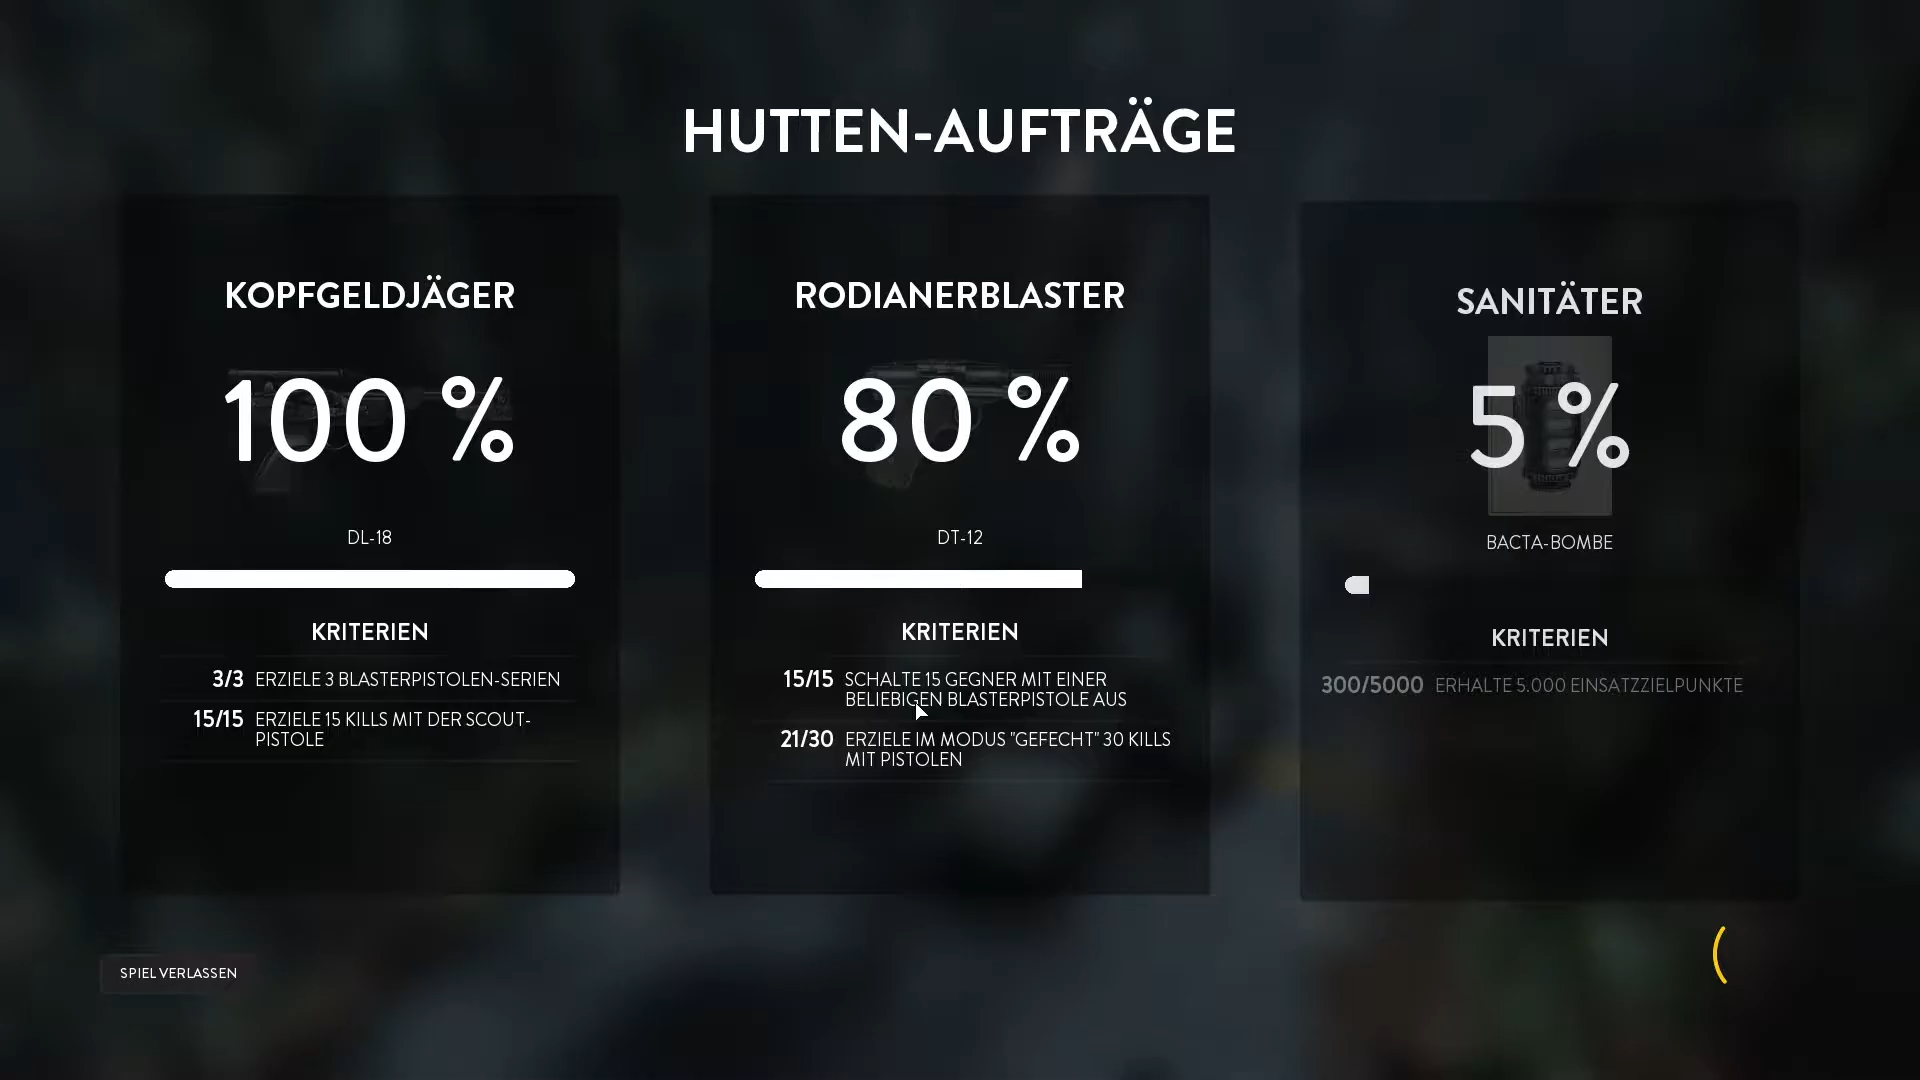 HUTTEN-AUFTRÄGE
KOPFGELDJÄGER
100 %
DL-18
KRITERIEN
3/3 ERZIELE 3 BLASTERPISTOLEN-SERIEN
15/15 ERZIELE 15 KILLS MIT DER SCOUT-
PISTOLE
RODIANERBLASTER
80 %
DT-12
KRITERIEN
15/15 SCHALTE 15 GEGNER MIT EINER
BELIEBIGEN BLASTERPISTOLE AUS
21/30 ERZIELE IM MODUS "GEFECHT" 30 KILLS
MIT PISTOLEN
SANITÄTER
5 %
BACTA-BOMBE
KRITERIEN
300/5000 ERHALTE 5.000 EINSATZZIELPUNKTE
SPIEL VERLASSEN